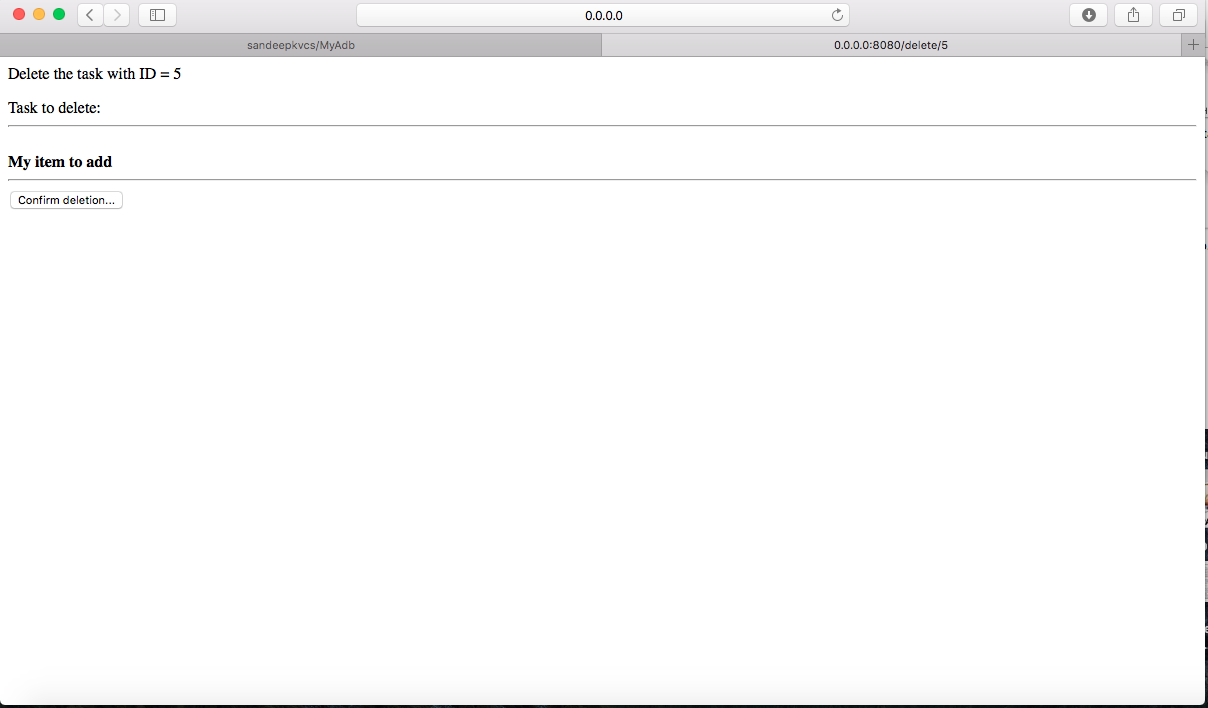 0.0.0.0
sandeepkvcs/MyAdb
0.0.0.0:8080/delete/5
Delete the task with ID = 5
Task to delete:
My item to add
Confirm deletion...